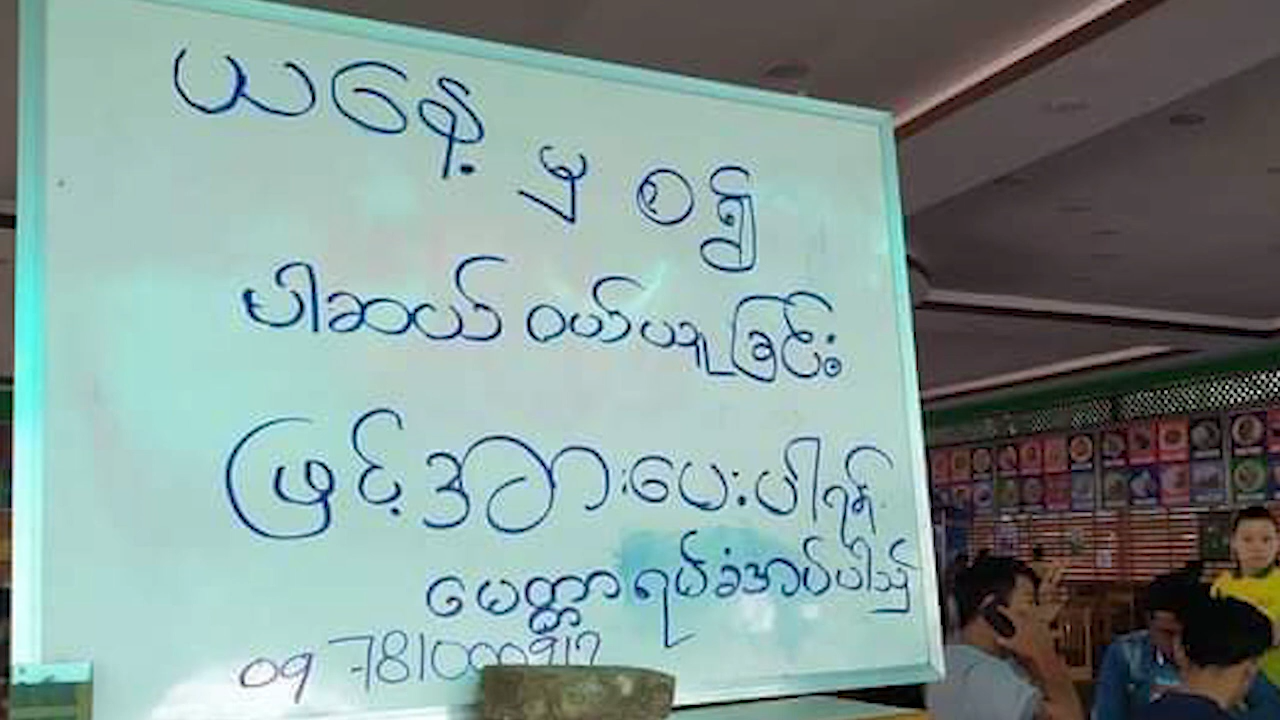 ယနေ့ မှ စ၍
ပါဆယ် ဝယ်ယူခြင်း
ဖြင့် အားပေးပါရန်
မေတ္တာရပ်ခံအပ်ပါသည်
09 781000917